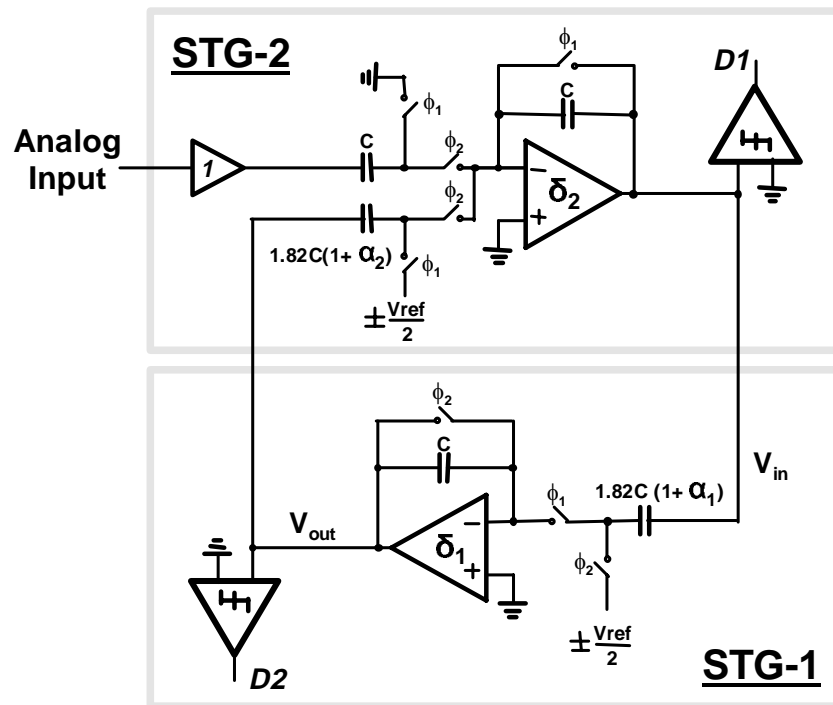 STG-2
D1
ϕ1
C
ϕ1
C
Analog
Input
1
C
ϕ2
ϕ2
−
δ2
+
1.82C(1+ α2)
ϕ1
±Vref/2
ϕ2
C
Vin
ϕ1
1.82C (1+ α1)
Vout
−
δ1
+
ϕ2
±Vref/2
D2
STG-1